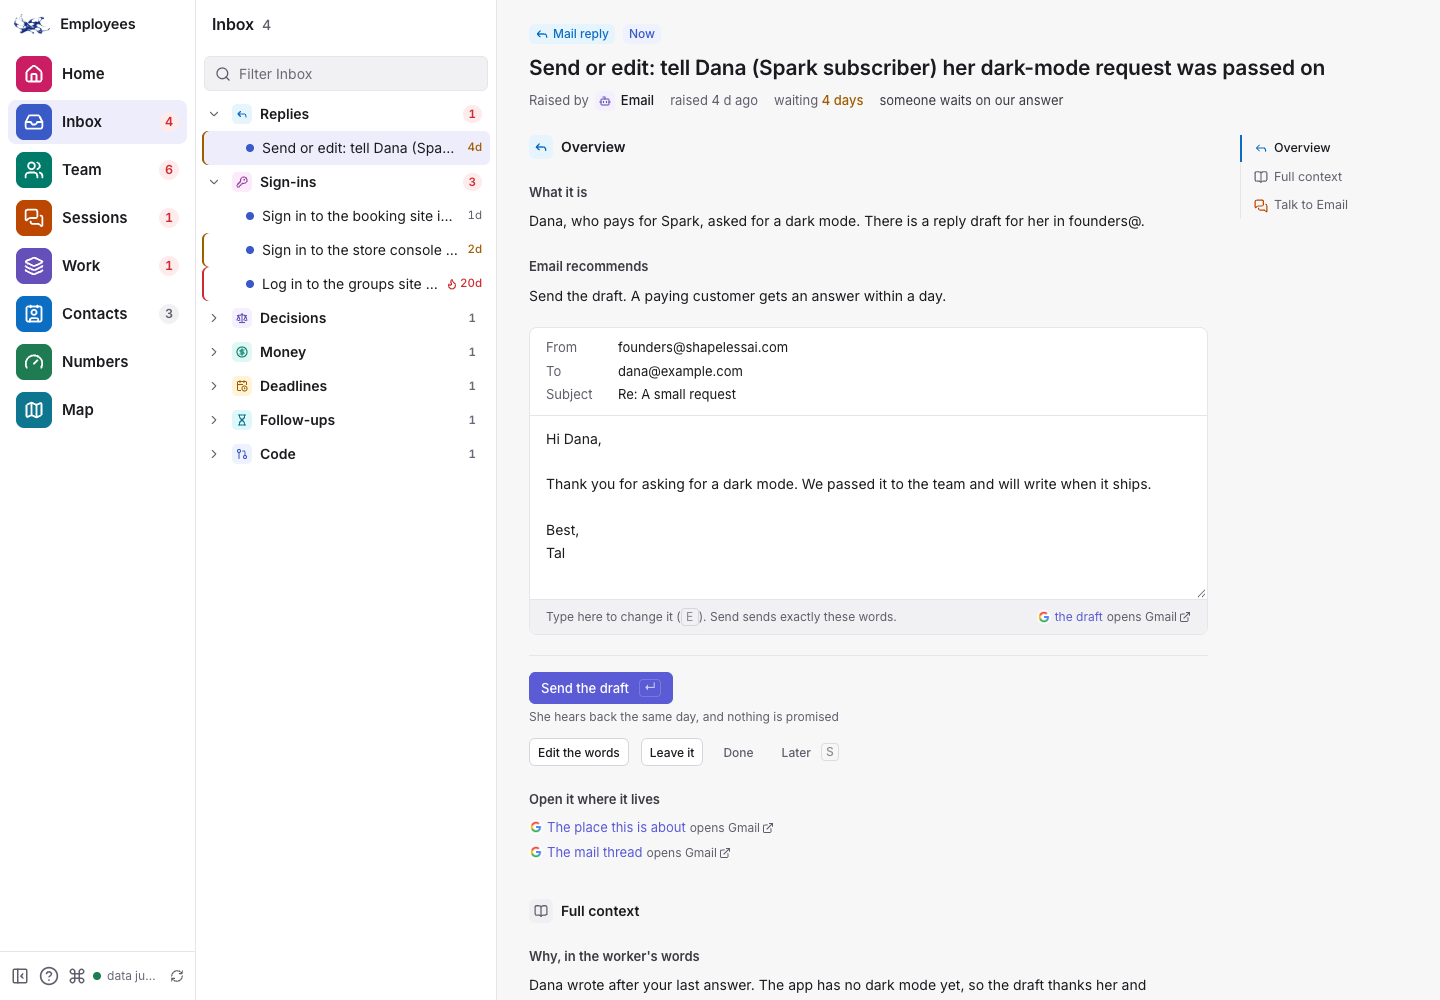 Employees
Home
Inbox 4
Team 6
Sessions 1
Work 1
Contacts 3
Numbers
Map
data ju...
Inbox 4
Filter Inbox
Replies 1
Send or edit: tell Dana (Spa... 4d
Sign-ins 3
Sign in to the booking site i... 1d
Sign in to the store console ... 2d
Log in to the groups site ... 20d
Decisions 1
Money 1
Deadlines 1
Follow-ups 1
Code 1
Mail reply Now
Send or edit: tell Dana (Spark subscriber) her dark-mode request was passed on
Raised by Email raised 4 d ago waiting 4 days someone waits on our answer
Overview
What it is
Dana, who pays for Spark, asked for a dark mode. There is a reply draft for her in founders@.
Email recommends
Send the draft. A paying customer gets an answer within a day.
From founders@shapelessai.com
To dana@example.com
Subject Re: A small request
Hi Dana,
Thank you for asking for a dark mode. We passed it to the team and will write when it ships.
Best,
Tal
Type here to change it (E). Send sends exactly these words. the draft opens Gmail
Send the draft
She hears back the same day, and nothing is promised
Edit the words Leave it Done Later S
Open it where it lives
The place this is about opens Gmail
The mail thread opens Gmail
Full context
Why, in the worker's words
Dana wrote after your last answer. The app has no dark mode yet, so the draft thanks her and
Overview
Full context
Talk to Email